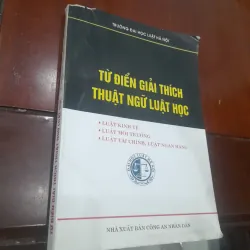 TRƯỜNG ĐẠI HỌC LUẬT HÀ NỘI
TỪ ĐIỂN GIẢI THÍCH
THUẬT NGỮ LUẬT HỌC
• LUẬT KINH TẾ
• LUẬT MÔI TRƯỜNG
• LUẬT TÀI CHÍNH, LUẬT NGÂN HÀNG
NHÀ XUẤT BẢN CÔNG AN NHÂN DÂN